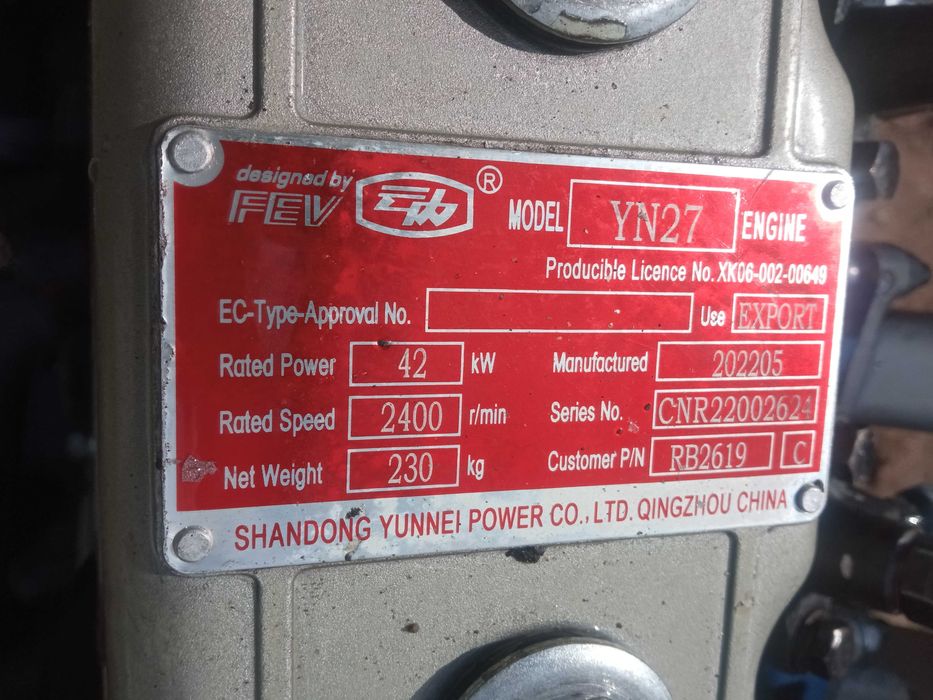 designed by
FEV ®
MODEL YN27 ENGINE
Producible Licence No. XK06-002-00649
EC-Type-Approval No. Use EXPORT
Rated Power 42 kW Manufactured 202205
Rated Speed 2400 r/min Series No. CNR22002624
Net Weight 230 kg Customer P/N RB2619 C
SHANDONG YUNNEI POWER CO., LTD. QINGZHOU CHINA